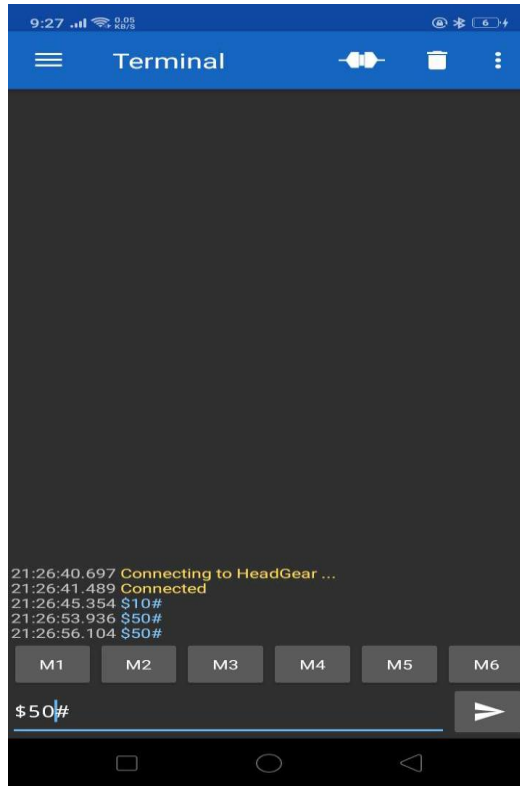 9:27 0.05 KB/S 6
Terminal
21:26:40.697 Connecting to HeadGear ...
21:26:41.489 Connected
21:26:45.354 $10#
21:26:53.936 $50#
21:26:56.104 $50#
M1 M2 M3 M4 M5 M6
$50#